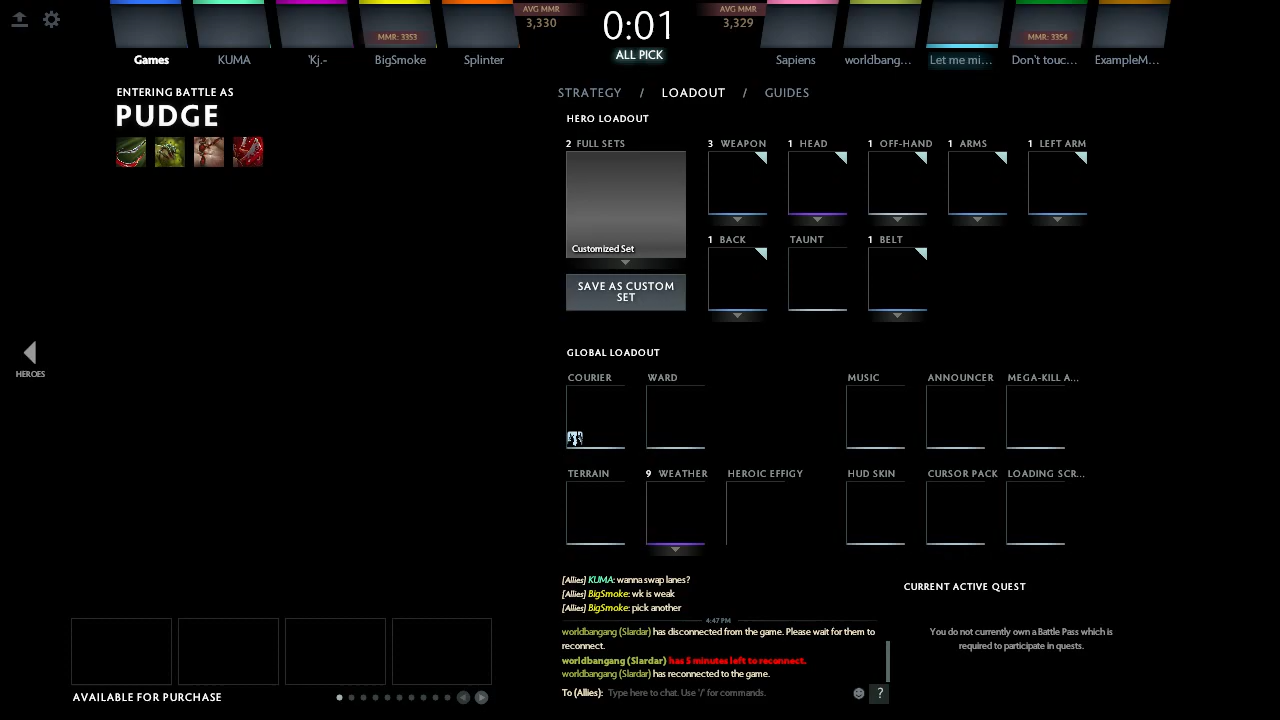 AVG MMR
3,330
0:01
ALL PICK
AVG MMR
3,329
MMR: 3353
MMR: 3354
Games
KUMA
'Kj.-
BigSmoke
Splinter
Sapiens
worldbang...
Let me mi...
Don't touc...
ExampleM...
ENTERING BATTLE AS
PUDGE
STRATEGY / LOADOUT / GUIDES
HERO LOADOUT
2 FULL SETS
3 WEAPON
1 HEAD
1 OFF-HAND
1 ARMS
1 LEFT ARM
Customized Set
1 BACK
TAUNT
1 BELT
SAVE AS CUSTOM
SET
HEROES
GLOBAL LOADOUT
COURIER
WARD
MUSIC
ANNOUNCER
MEGA-KILL A...
TERRAIN
9 WEATHER
HEROIC EFFIGY
HUD SKIN
CURSOR PACK
LOADING SCR...
[Allies] KUMA: wanna swap lanes?
[Allies] BigSmoke: wk is weak
[Allies] BigSmoke: pick another
4:47 PM
worldbangang (Slardar) has disconnected from the game. Please wait for them to
reconnect.
worldbangang (Slardar) has 5 minutes left to reconnect.
worldbangang (Slardar) has reconnected to the game.
To (Allies): Type here to chat. Use '/' for commands.
?
CURRENT ACTIVE QUEST
You do not currently own a Battle Pass which is
required to participate in quests.
AVAILABLE FOR PURCHASE